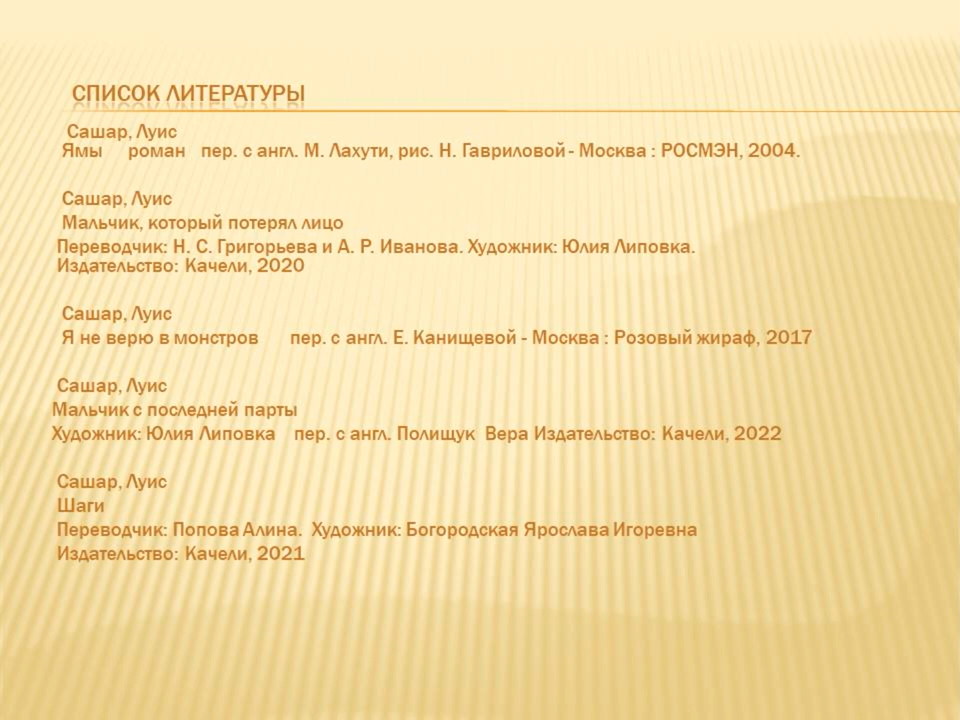 СПИСОК ЛИТЕРАТУРЫ
Сашар, Луис
Ямы роман пер. с англ. М. Лахути, рис. Н. Гавриловой - Москва : РОСМЭН, 2004.
Сашар, Луис
Мальчик, который потерял лицо
Переводчик: Н. С. Григорьева и А. Р. Иванова. Художник: Юлия Липовка.
Издательство: Качели, 2020
Сашар, Луис
Я не верю в монстров пер. с англ. Е. Канищевой - Москва : Розовый жираф, 2017
Сашар, Луис
Мальчик с последней парты
Художник: Юлия Липовка пер. с англ. Полищук Вера Издательство: Качели, 2022
Сашар, Луис
Шаги
Переводчик: Попова Алина. Художник: Богородская Ярослава Игоревна
Издательство: Качели, 2021